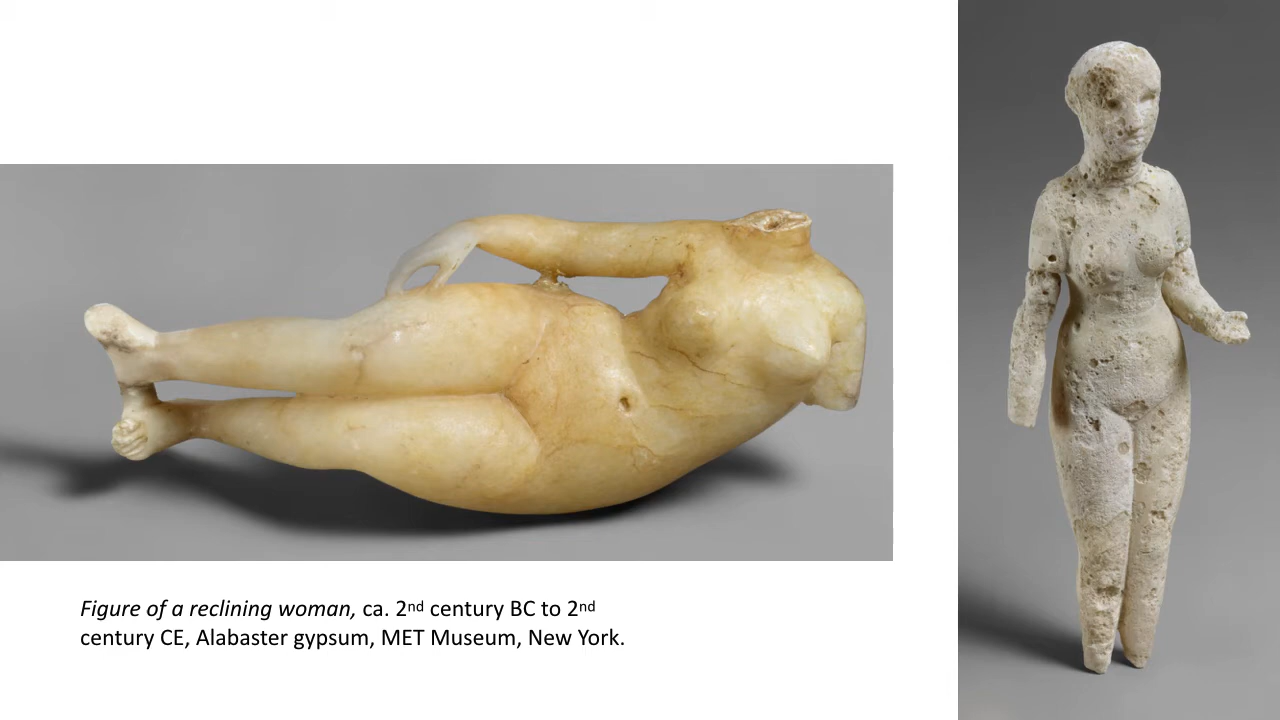 Figure of a reclining woman, ca. 2nd century BC to 2nd
century CE, Alabaster gypsum, MET Museum, New York.